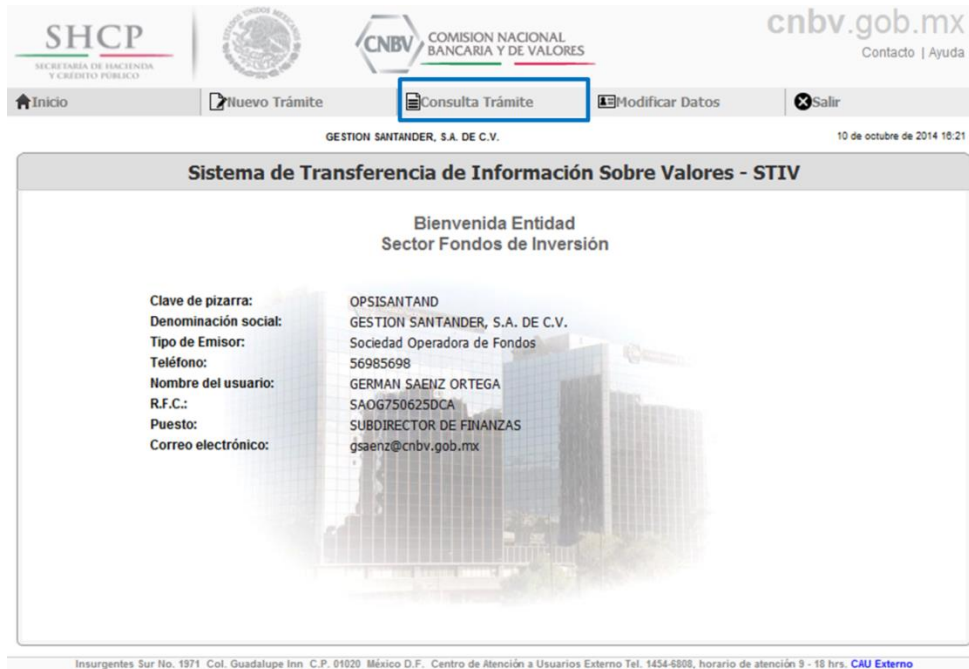 SHCP
SECRETARÍA DE HACIENDA
Y CRÉDITO PÚBLICO
ESTADOS UNIDOS MEXICANOS
CNBV
COMISION NACIONAL
BANCARIA Y DE VALORES
cnbv.gob.mx
Contacto | Ayuda
Inicio
Nuevo Trámite
Consulta Trámite
Modificar Datos
Salir
GESTION SANTANDER, S.A. DE C.V.
10 de octubre de 2014 16:21
Sistema de Transferencia de Información Sobre Valores - STIV
Bienvenida Entidad
Sector Fondos de Inversión
Clave de pizarra: OPSISANTAND
Denominación social: GESTION SANTANDER, S.A. DE C.V.
Tipo de Emisor: Sociedad Operadora de Fondos
Teléfono: 56985698
Nombre del usuario: GERMAN SAENZ ORTEGA
R.F.C.: SAOG750625DCA
Puesto: SUBDIRECTOR DE FINANZAS
Correo electrónico: gsaenz@cnbv.gob.mx
Insurgentes Sur No. 1971 Col. Guadalupe Inn C.P. 01020 México D.F. Centro de Atención a Usuarios Externo Tel. 1454-6808, horario de atención 9 - 18 hrs. CAU Externo